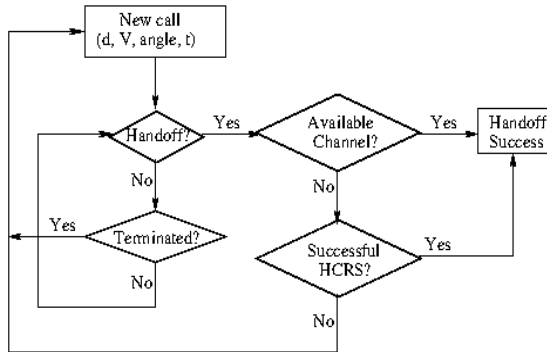 New call
(d, V, angle, t)
Handoff?
Yes
Available
Channel?
Yes
Handoff
Success
No
No
Yes
Terminated?
Successful
HCRS?
Yes
No
No